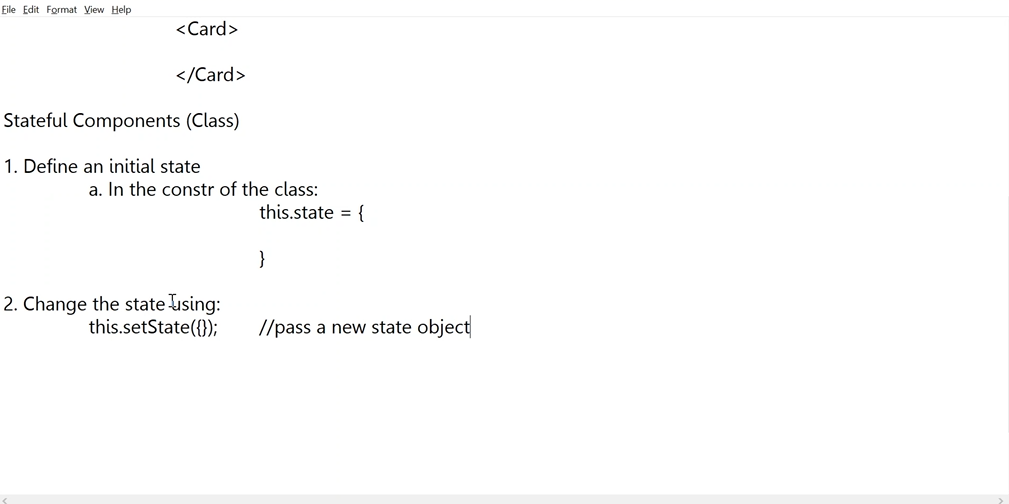 File Edit Format View Help
<Card>
</Card>
Stateful Components (Class)
1. Define an initial state
a. In the constr of the class:
this.state = {
}
2. Change the state using:
this.setState({}); //pass a new state object